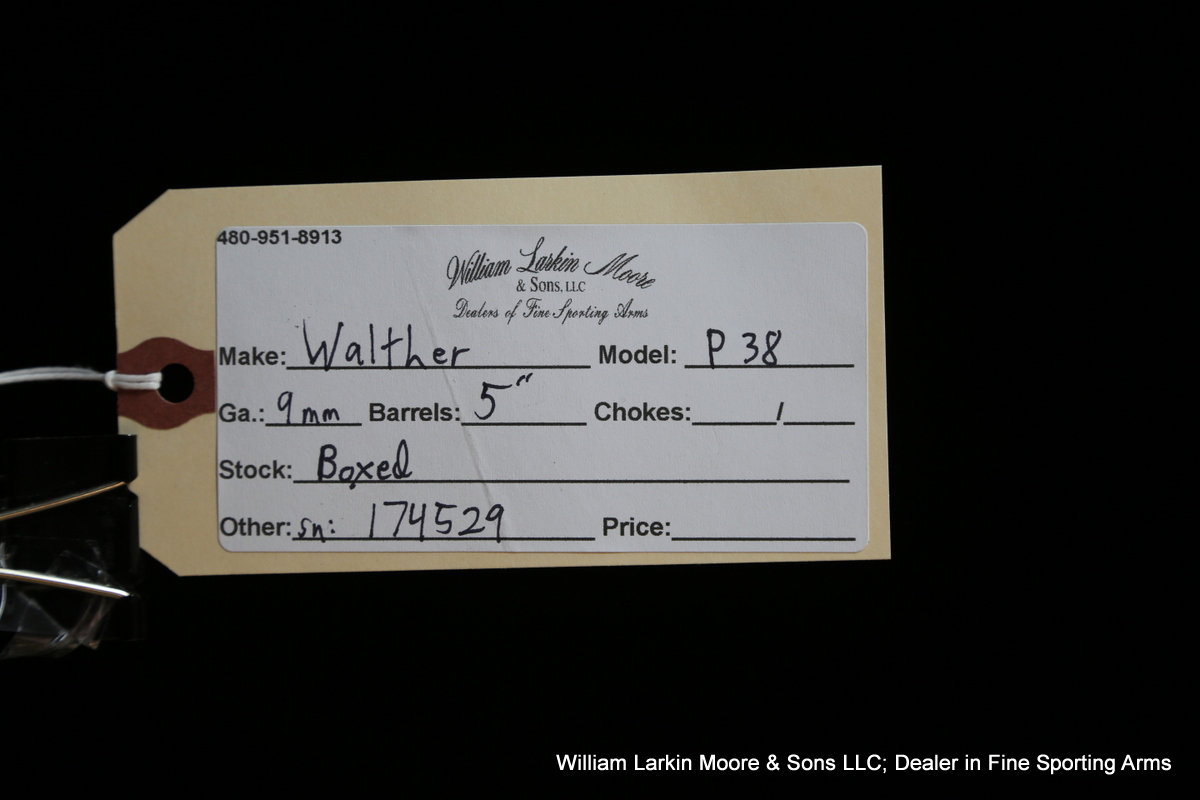 480-951-8913
William Larkin Moore
& Sons, LLC
Dealers of Fine Sporting Arms
Make: Walther Model: P 38
Ga.: 9mm Barrels: 5" Chokes: /
Stock: Boxed
Other: sn: 174529 Price:
William Larkin Moore & Sons LLC; Dealer in Fine Sporting Arms